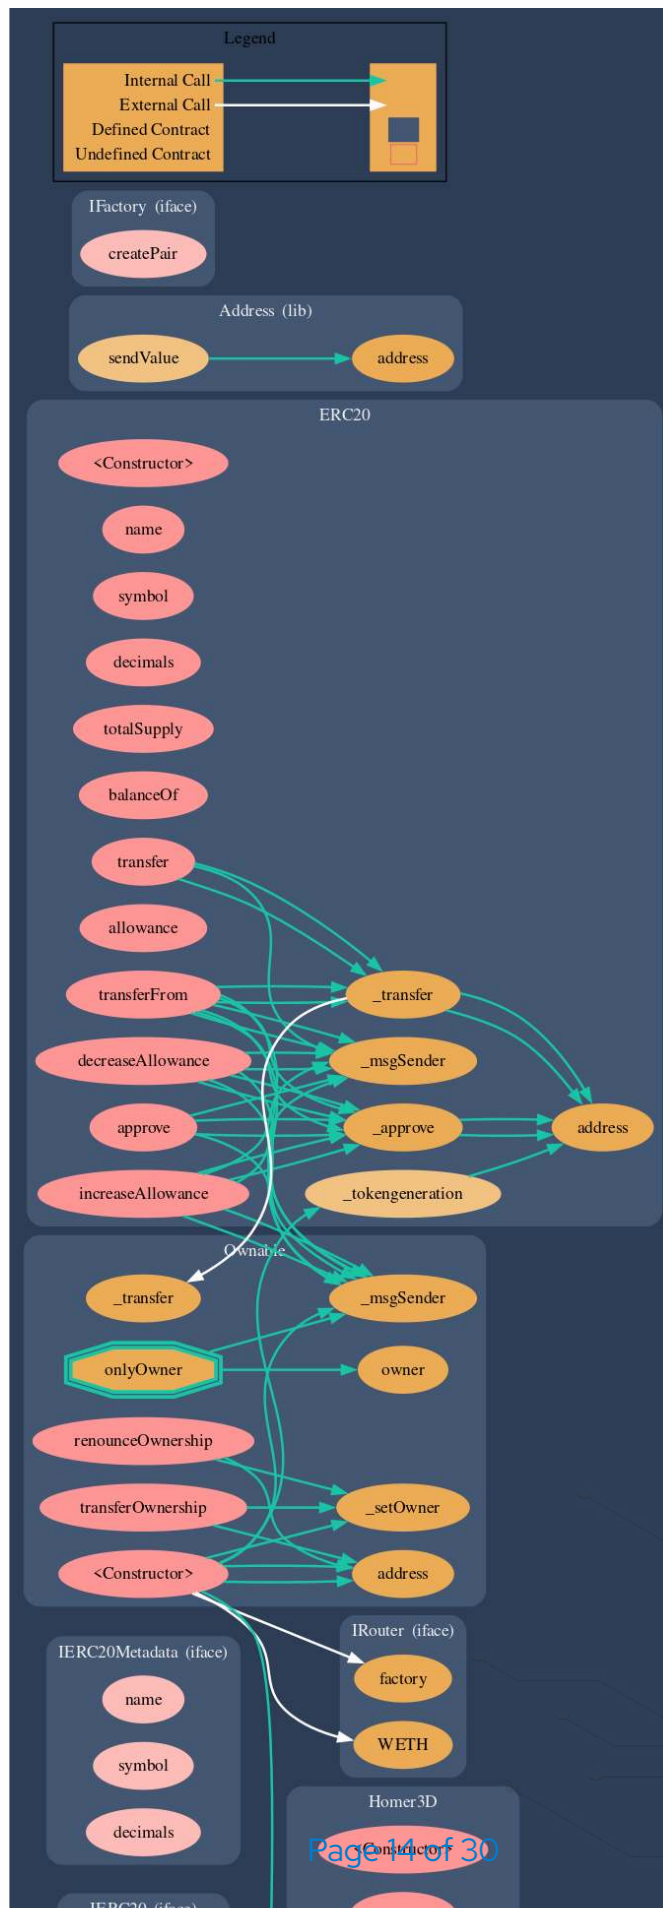 Legend
Internal Call
External Call
Defined Contract
Undefined Contract
IFactory (iface)
createPair
Address (lib)
sendValue
address
ERC20
<Constructor>
name
symbol
decimals
totalSupply
balanceOf
transfer
allowance
transferFrom
_transfer
decreaseAllowance
_msgSender
approve
_approve
address
increaseAllowance
_tokengeneration
Ownable
_transfer
_msgSender
onlyOwner
owner
renounceOwnership
transferOwnership
_setOwner
<Constructor>
address
IRouter (iface)
IERC20Metadata (iface)
factory
name
WETH
symbol
Homer3D
decimals
<Constructor>
Page 14 of 30
IERC20 (iface)